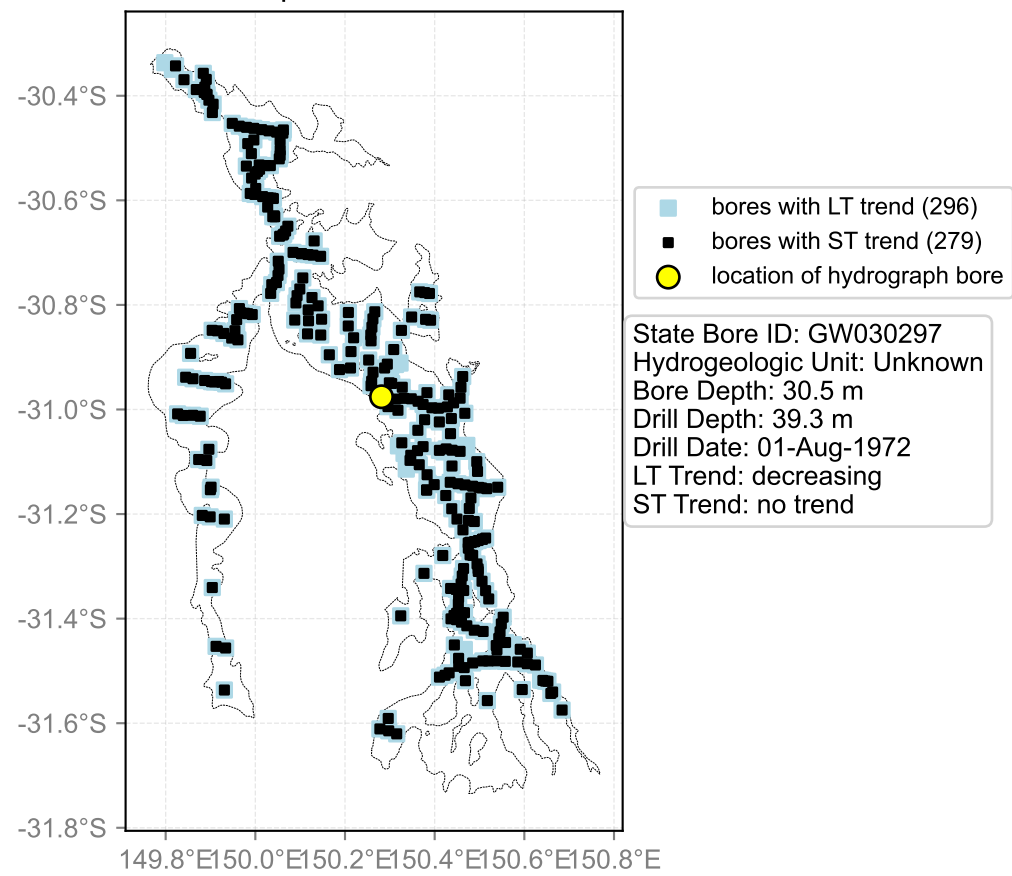 -30.4°S
-30.6°S
-30.8°S
-31.0°S
-31.2°S
-31.4°S
-31.6°S
-31.8°S
149.8°E150.0°E150.2°E150.4°E150.6°E150.8°E
bores with LT trend (296)
bores with ST trend (279)
location of hydrograph bore
State Bore ID: GW030297
Hydrogeologic Unit: Unknown
Bore Depth: 30.5 m
Drill Depth: 39.3 m
Drill Date: 01-Aug-1972
LT Trend: decreasing
ST Trend: no trend